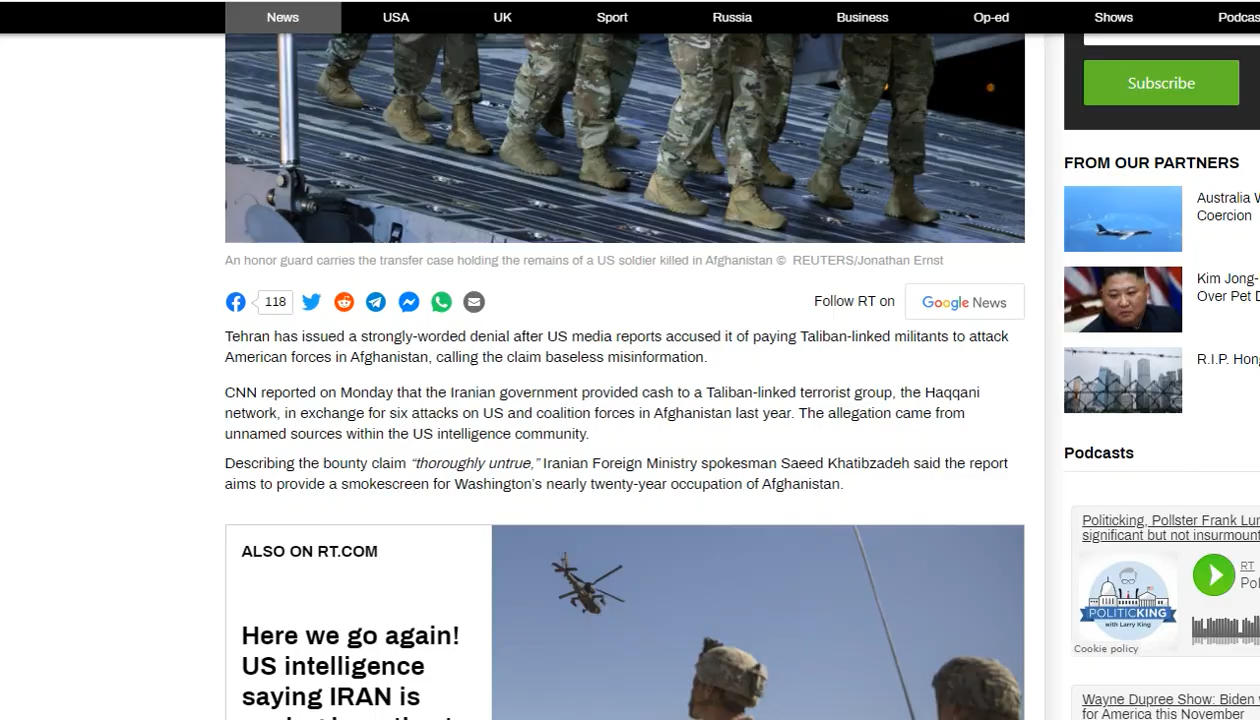 News USA UK Sport Russia Business Op-ed Shows
Subscribe
An honor guard carries the transfer case holding the remains of a US soldier killed in Afghanistan © REUTERS/Jonathan Ernst
118
Follow RT on Google News
Tehran has issued a strongly-worded denial after US media reports accused it of paying Taliban-linked militants to attack
American forces in Afghanistan, calling the claim baseless misinformation.
CNN reported on Monday that the Iranian government provided cash to a Taliban-linked terrorist group, the Haqqani
network, in exchange for six attacks on US and coalition forces in Afghanistan last year. The allegation came from
unnamed sources within the US intelligence community.
Describing the bounty claim “thoroughly untrue,” Iranian Foreign Ministry spokesman Saeed Khatibzadeh said the report
aims to provide a smokescreen for Washington’s nearly twenty-year occupation of Afghanistan.
ALSO ON RT.COM
Here we go again!
US intelligence
saying IRAN is
FROM OUR PARTNERS
Australia
Coercion
Kim Jong-
Over Pet
R.I.P.
Podcasts
Politicking, Pollster Frank
significant but not
RT
POLITICKING
with Larry King
Cookie policy
Wayne Dupree Show: Biden
for America this November